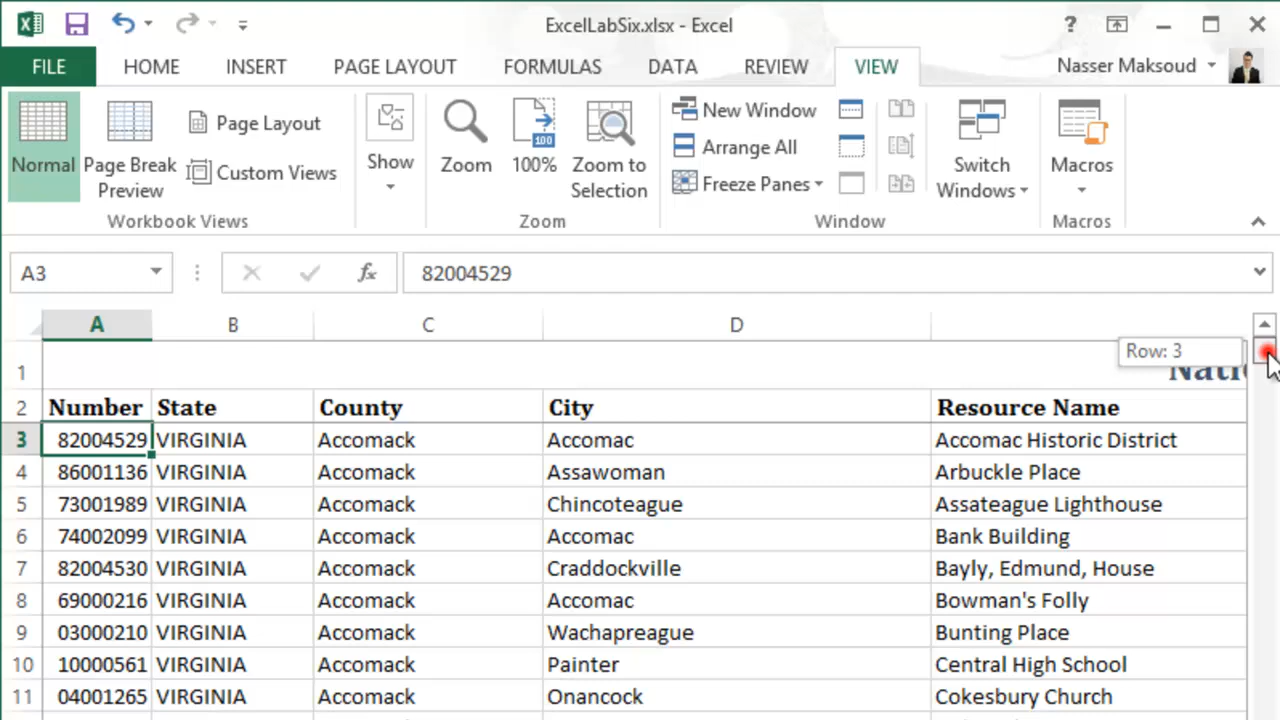 ExcelLabSix.xlsx - Excel
?
FILE HOME INSERT PAGE LAYOUT FORMULAS DATA REVIEW VIEW Nasser Maksoud
Normal
Page Break Preview
Page Layout
Custom Views
Workbook Views
Show
Zoom
100
100%
Zoom to Selection
Zoom
New Window
Arrange All
Freeze Panes
Window
Switch Windows
Macros
Macros
A3 fx 82004529
A B C D
Row: 3
1
2 Number State County City Resource Name
3 82004529 VIRGINIA Accomack Accomac Accomac Historic District
4 86001136 VIRGINIA Accomack Assawoman Arbuckle Place
5 73001989 VIRGINIA Accomack Chincoteague Assateague Lighthouse
6 74002099 VIRGINIA Accomack Accomac Bank Building
7 82004530 VIRGINIA Accomack Craddockville Bayly, Edmund, House
8 69000216 VIRGINIA Accomack Accomac Bowman's Folly
9 03000210 VIRGINIA Accomack Wachapreague Bunting Place
10 10000561 VIRGINIA Accomack Painter Central High School
11 04001265 VIRGINIA Accomack Onancock Cokesbury Church